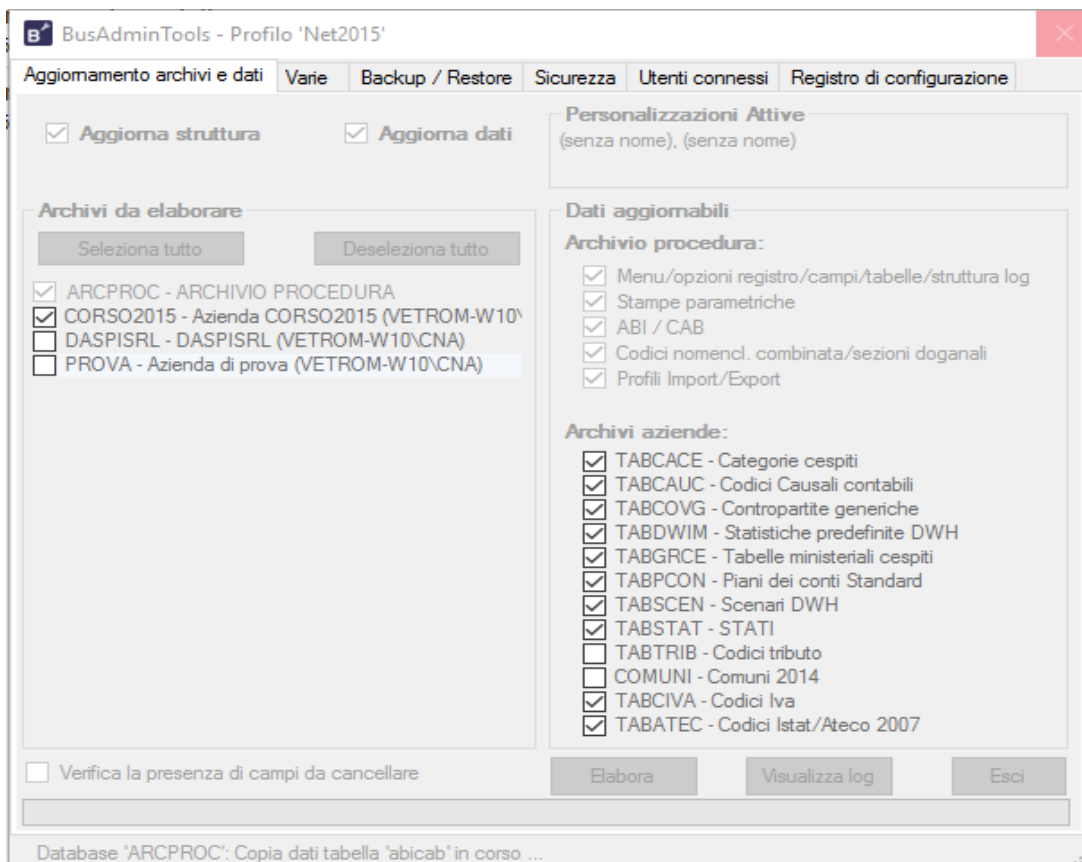 BusAdminTools - Profilo 'Net2015'
Aggiornamento archivi e dati Varie Backup / Restore Sicurezza Utenti connessi Registro di configurazione
Aggiorna struttura Aggiorna dati
Personalizzazioni Attive
(senza nome), (senza nome)
Archivi da elaborare
Seleziona tutto Deseleziona tutto
ARCPROC - ARCHIVIO PROCEDURA
CORSO2015 - Azienda CORSO2015 (VETROM-W10\
DASPISRL - DASPISRL (VETROM-W10\CNA)
PROVA - Azienda di prova (VETROM-W10\CNA)
Dati aggiornabili
Archivio procedura:
Menu/opzioni registro/campi/tabelle/struttura log
Stampe parametriche
ABI / CAB
Codici nomencl. combinata/sezioni doganali
Profili Import/Export
Archivi aziende:
TABCACE - Categorie cespiti
TABCAUC - Codici Causali contabili
TABCOVG - Contropartite generiche
TABDWIM - Statistiche predefinite DWH
TABGRCE - Tabelle ministeriali cespiti
TABPCON - Piani dei conti Standard
TABSCEN - Scenari DWH
TABSTAT - STATI
TABTRIB - Codici tributo
COMUNI - Comuni 2014
TABCIVA - Codici Iva
TABATEC - Codici Istat/Ateco 2007
Verifica la presenza di campi da cancellare
Elabora Visualizza log Esci
Database 'ARCPROC': Copia dati tabella 'abicab' in corso ...